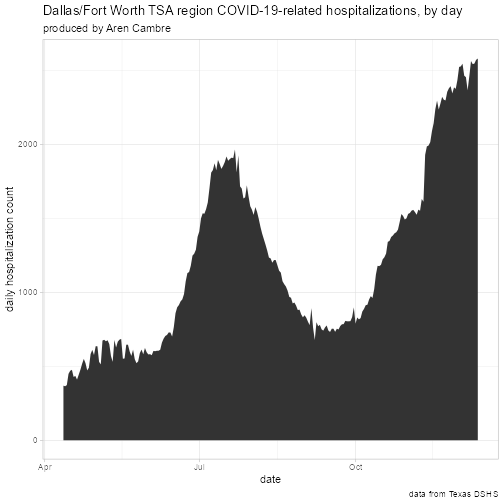 Dallas/Fort Worth TSA region COVID-19-related hospitalizations, by day
produced by Aren Cambre
daily hospitalization count
2000
1000
0
Apr
Jul
Oct
date
data from Texas DSHS